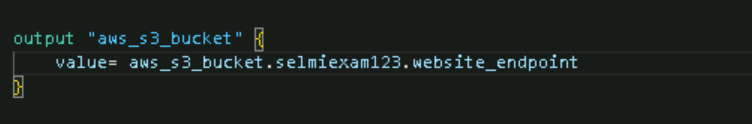 output "aws_s3_bucket" {
    value= aws_s3_bucket.selmiexam123.website_endpoint
}